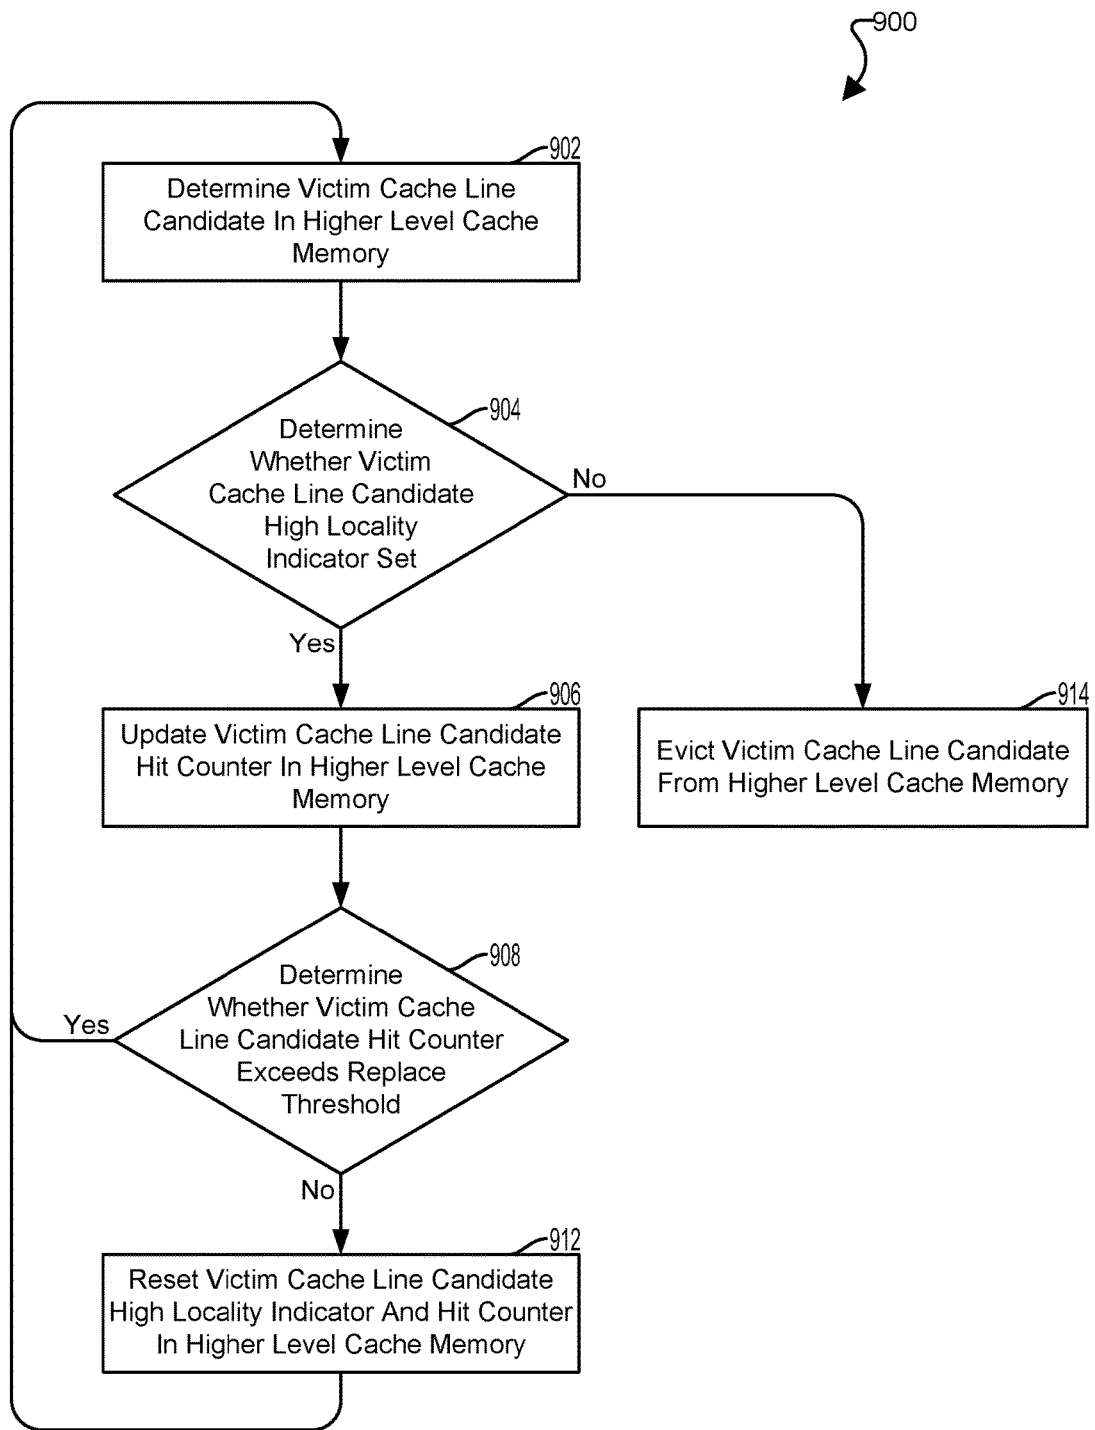 900
902
Determine Victim Cache Line
Candidate In Higher Level Cache
Memory
904
Determine
Whether Victim
Cache Line Candidate
High Locality
Indicator Set
No
Yes
906
Update Victim Cache Line Candidate
Hit Counter In Higher Level Cache
Memory
914
Evict Victim Cache Line Candidate
From Higher Level Cache Memory
908
Determine
Whether Victim Cache
Line Candidate Hit Counter
Exceeds Replace
Threshold
Yes
No
912
Reset Victim Cache Line Candidate
High Locality Indicator And Hit Counter
In Higher Level Cache Memory